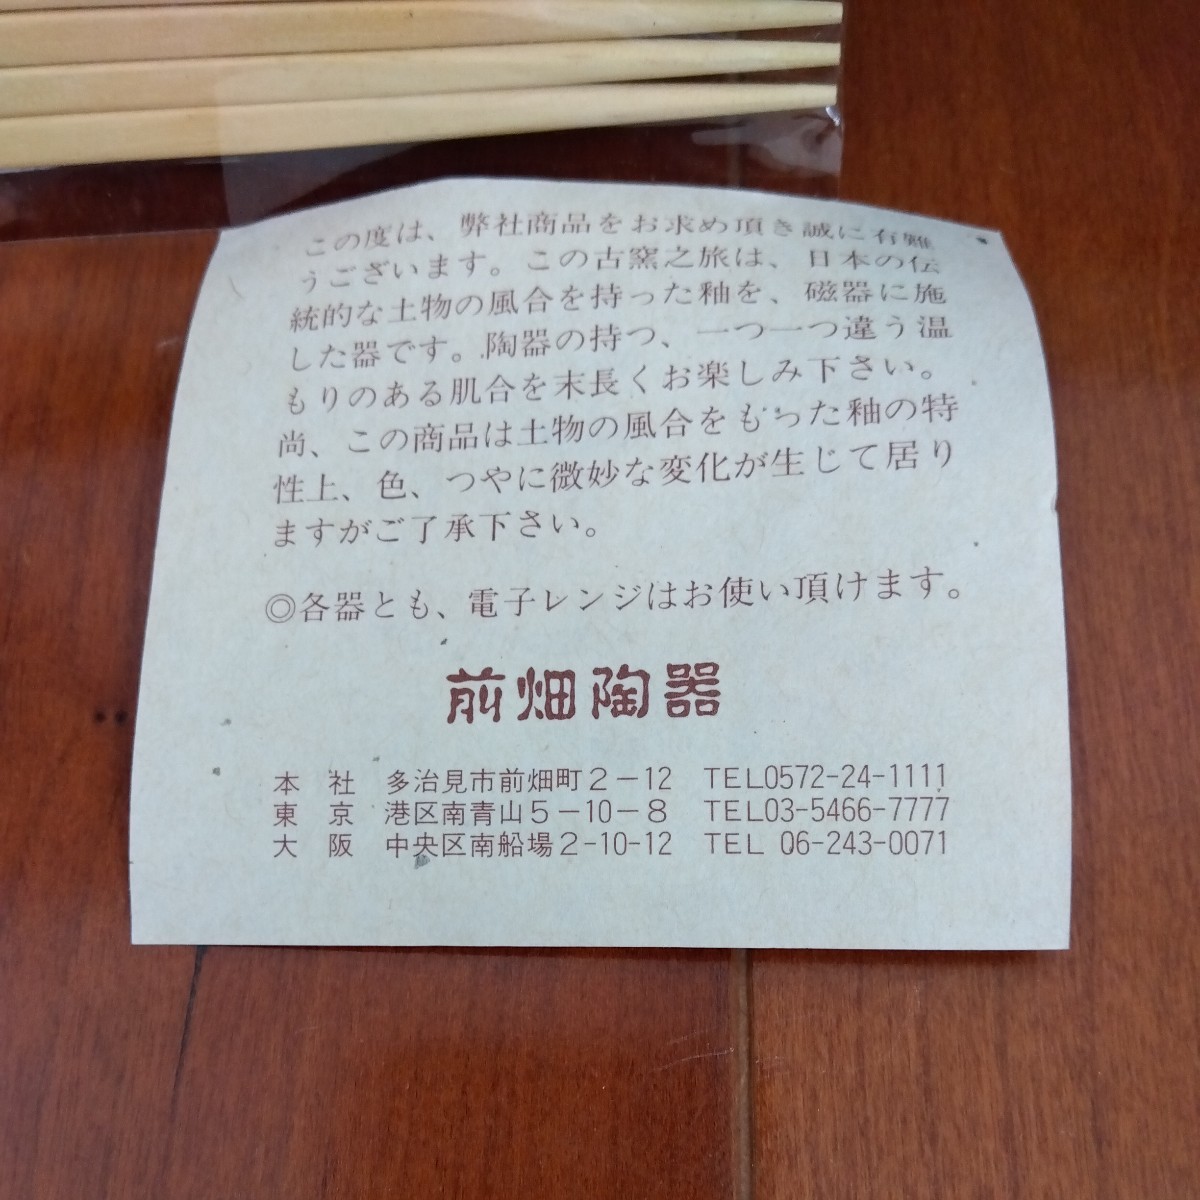 この度は、弊社商品をお求め頂き誠に有難
うございます。この古窯之旅は、日本の伝
統的な土物の風合を持った釉を、磁器に施
した器です。陶器の持つ、一つ一つ違う温
もりのある肌合を末長くお楽しみ下さい。
尚、この商品は土物の風合をもった釉の特
性上、色、つやに微妙な変化が生じて居り
ますがご了承下さい。
◎各器とも、電子レンジはお使い頂けます。
前畑陶器
本社 多治見市前畑町2-12 TEL0572-24-1111
東京 港区南青山5-10-8 TEL03-5466-7777
大阪 中央区南船場2-10-12 TEL 06-243-0071